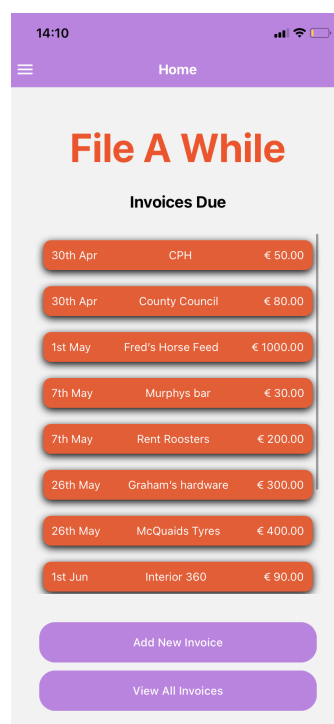 14:10
Home
File A While
Invoices Due
30th Apr CPH € 50.00
30th Apr County Council € 80.00
1st May Fred's Horse Feed € 1000.00
7th May Murphys bar € 30.00
7th May Rent Roosters € 200.00
26th May Graham's hardware € 300.00
26th May McQuaids Tyres € 400.00
1st Jun Interior 360 € 90.00
Add New Invoice
View All Invoices